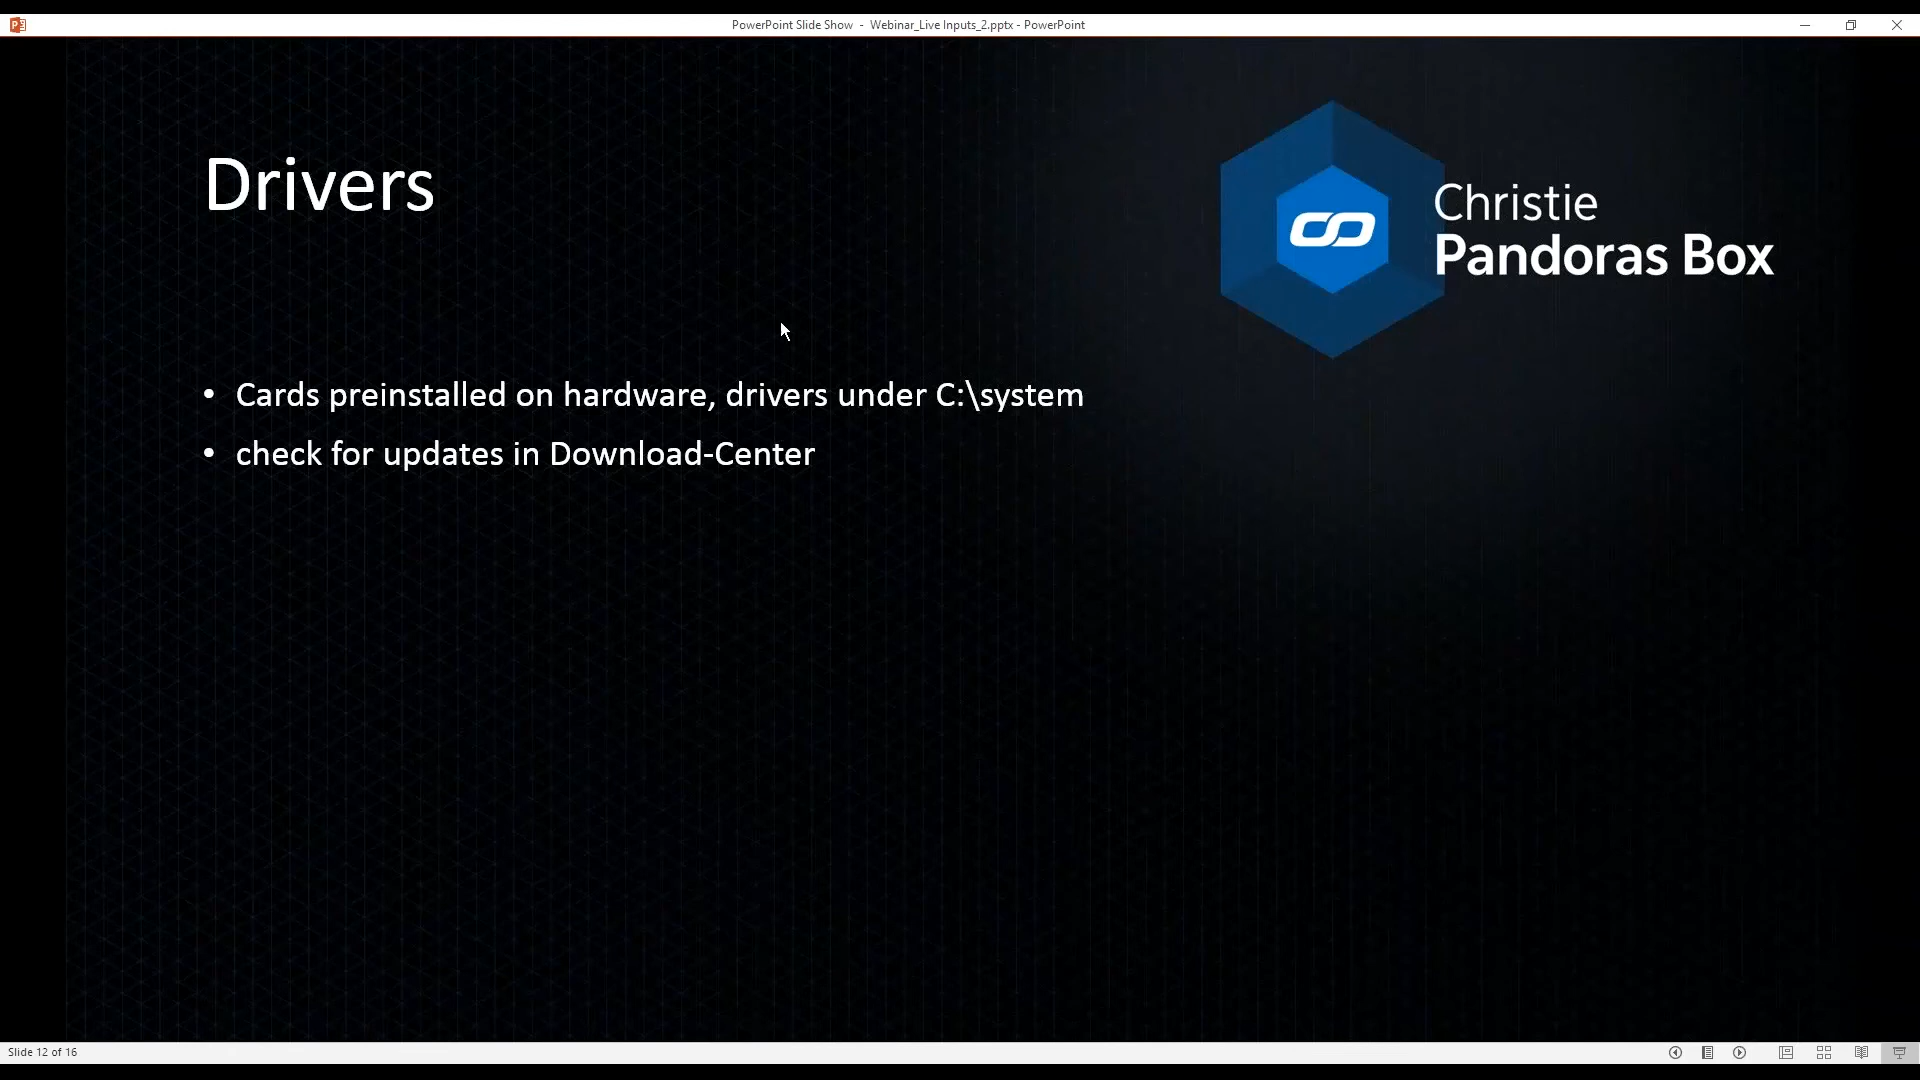 PowerPoint Slide Show - Webinar_Live Inputs_2.pptx - PowerPoint
Drivers
Christie
Pandoras Box
• Cards preinstalled on hardware, drivers under C:\system
• check for updates in Download-Center
Slide 12 of 16